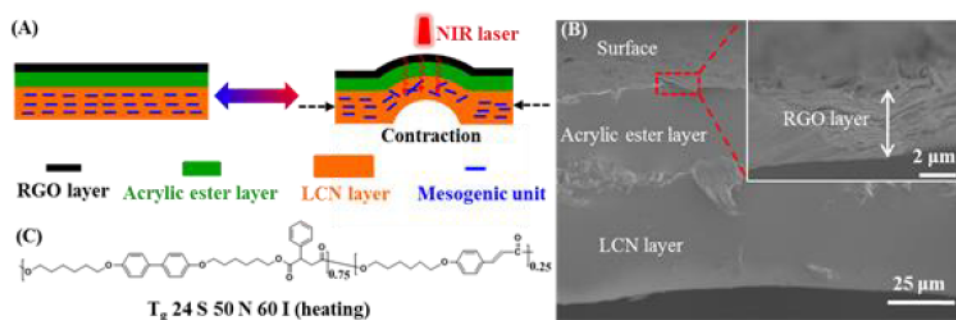 (A)
NIR laser
Contraction
RGO layer
Acrylic ester layer
LCN layer
Mesogenic unit
(B)
Surface
Acrylic ester layer
LCN layer
25 μm
RGO layer
2 μm
(C)
O
O
O
O
O
O
0.75
O
O
C
O
0.25
Tg 24 S 50 N 60 I (heating)